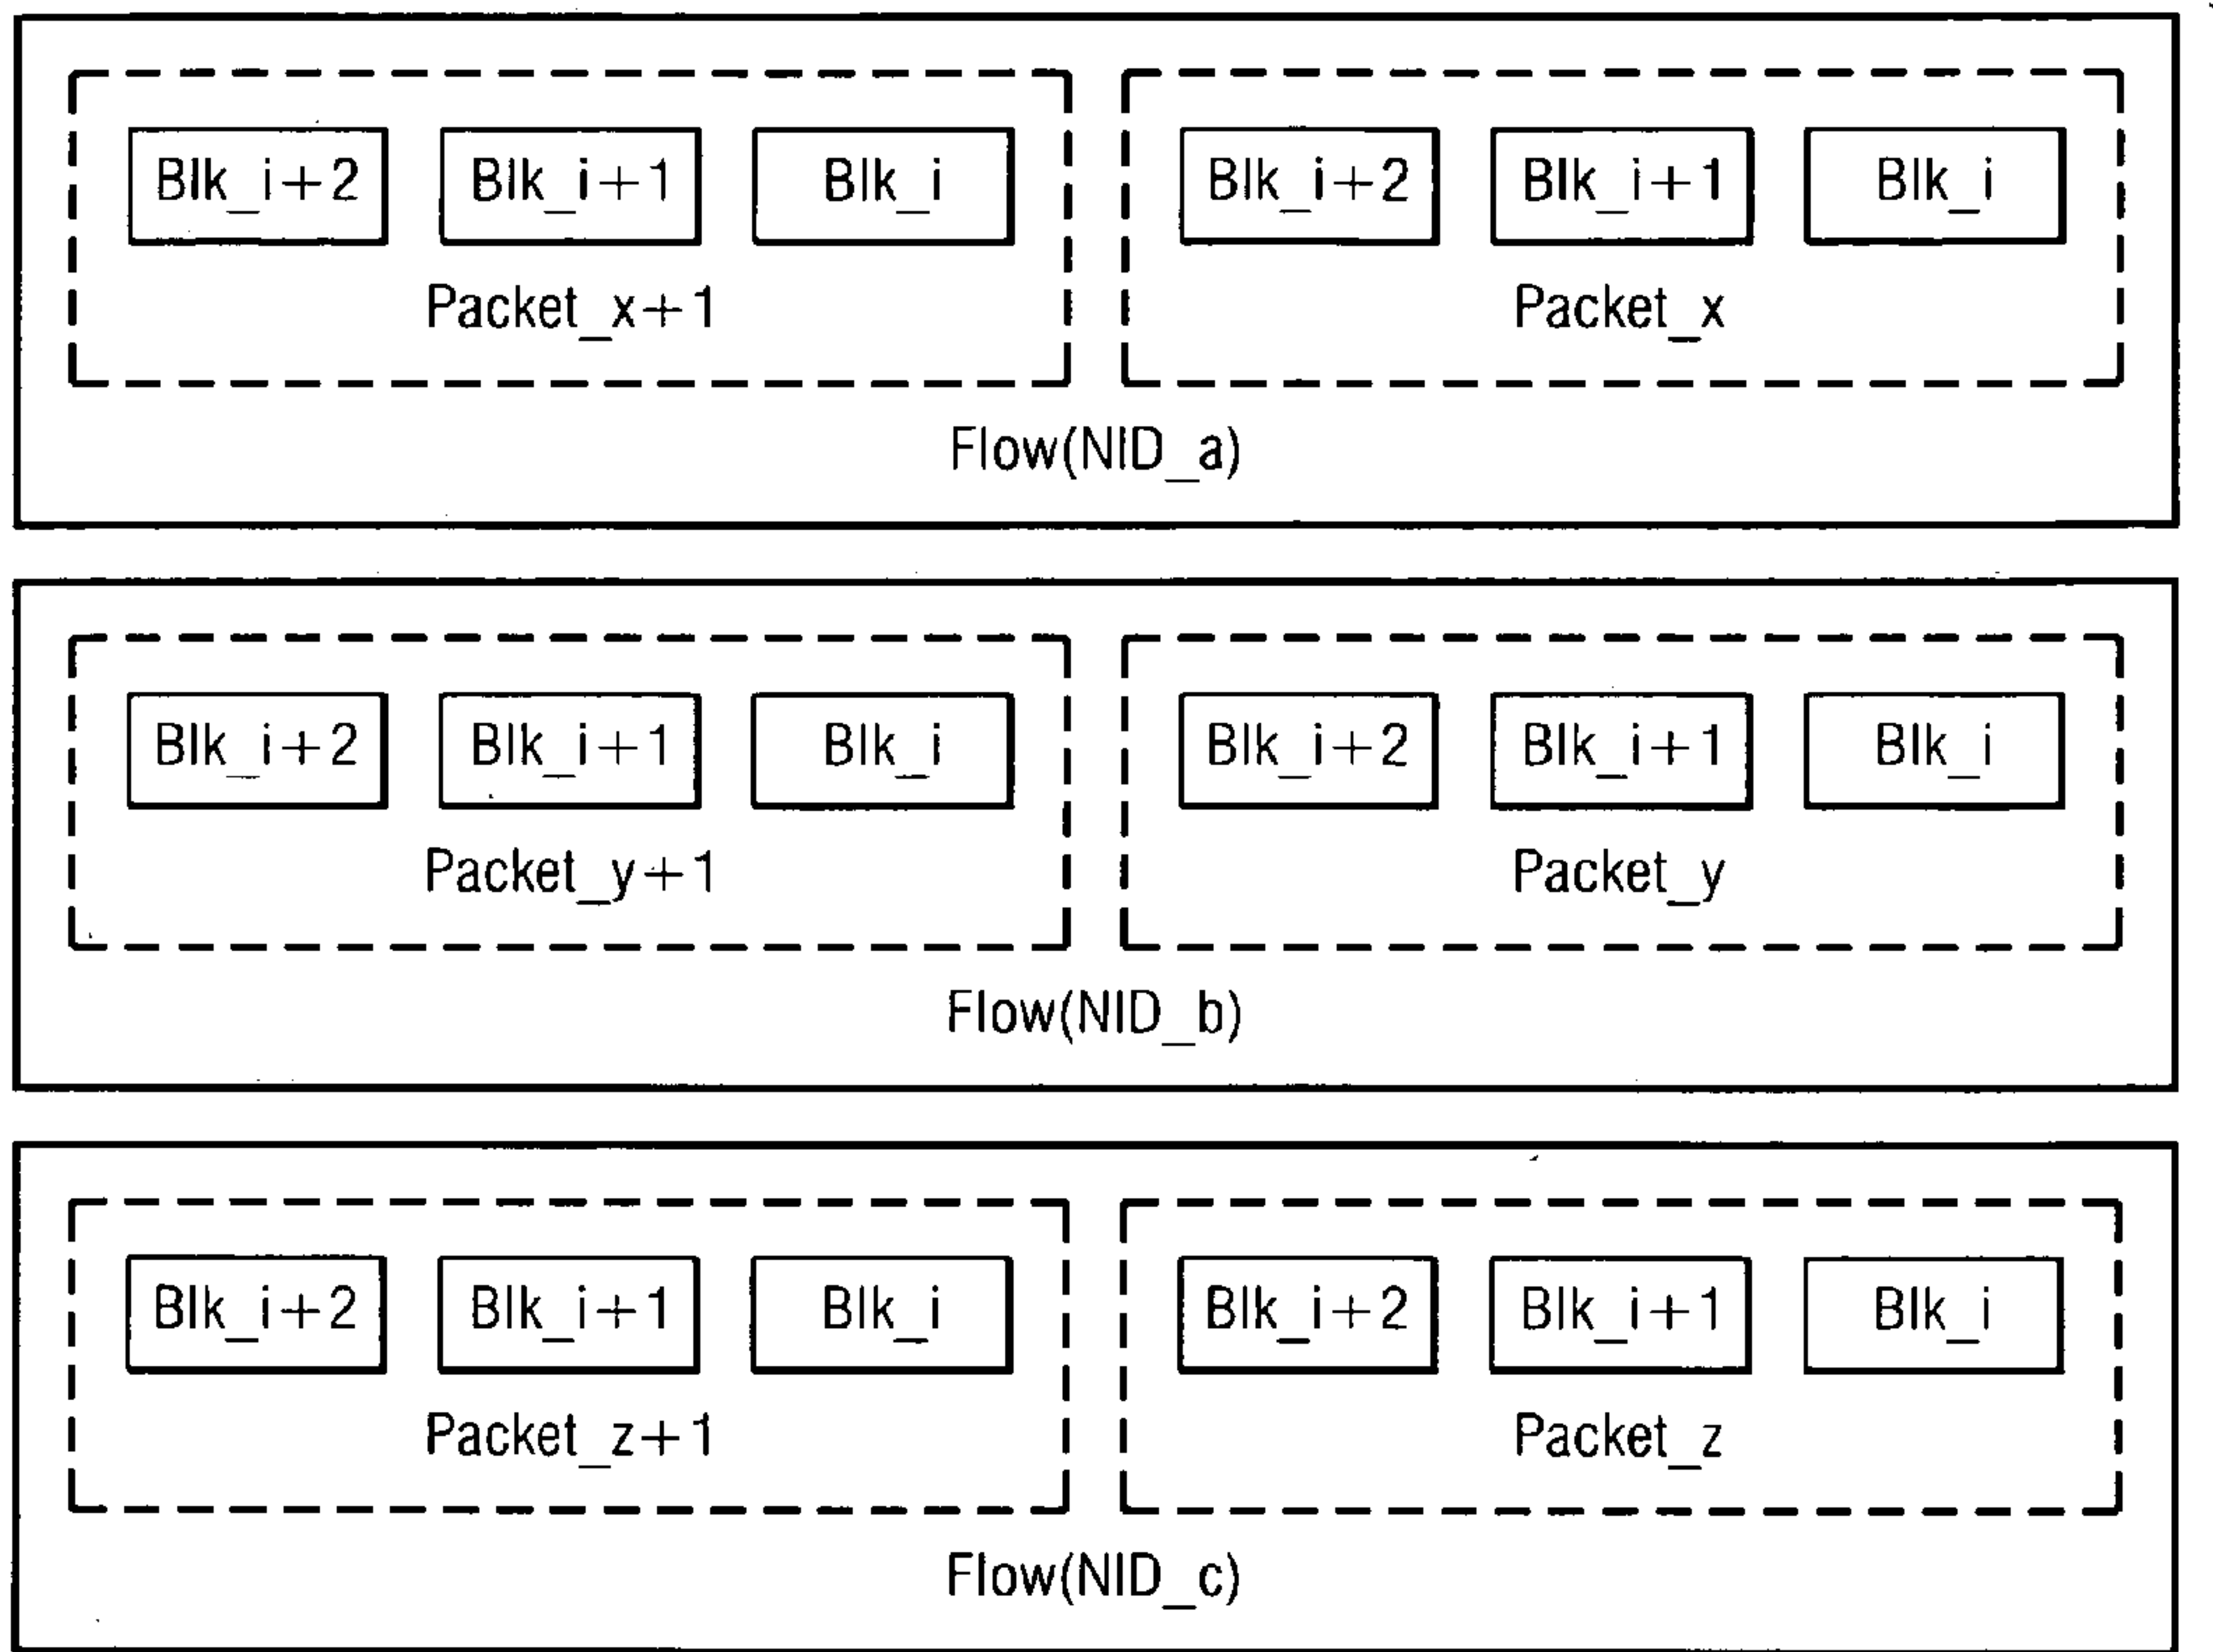 Blk_i+2 Blk_i+1 Blk_i Blk_i+2 Blk_i+1 Blk_i
Packet_x+1 Packet_x
Flow(NID_a)
Blk_i+2 Blk_i+1 Blk_i Blk_i+2 Blk_i+1 Blk_i
Packet_y+1 Packet_y
Flow(NID_b)
Blk_i+2 Blk_i+1 Blk_i Blk_i+2 Blk_i+1 Blk_i
Packet_z+1 Packet_z
Flow(NID_c)